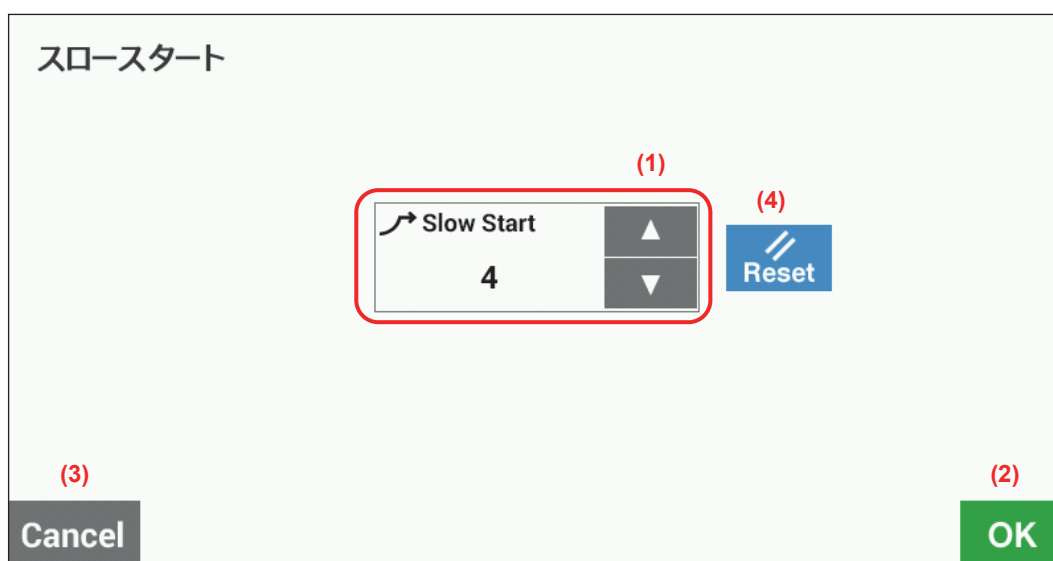 スロースタート
(1)
(4)
Slow Start
▲
4
▼
Reset
(3)
(2)
Cancel
OK